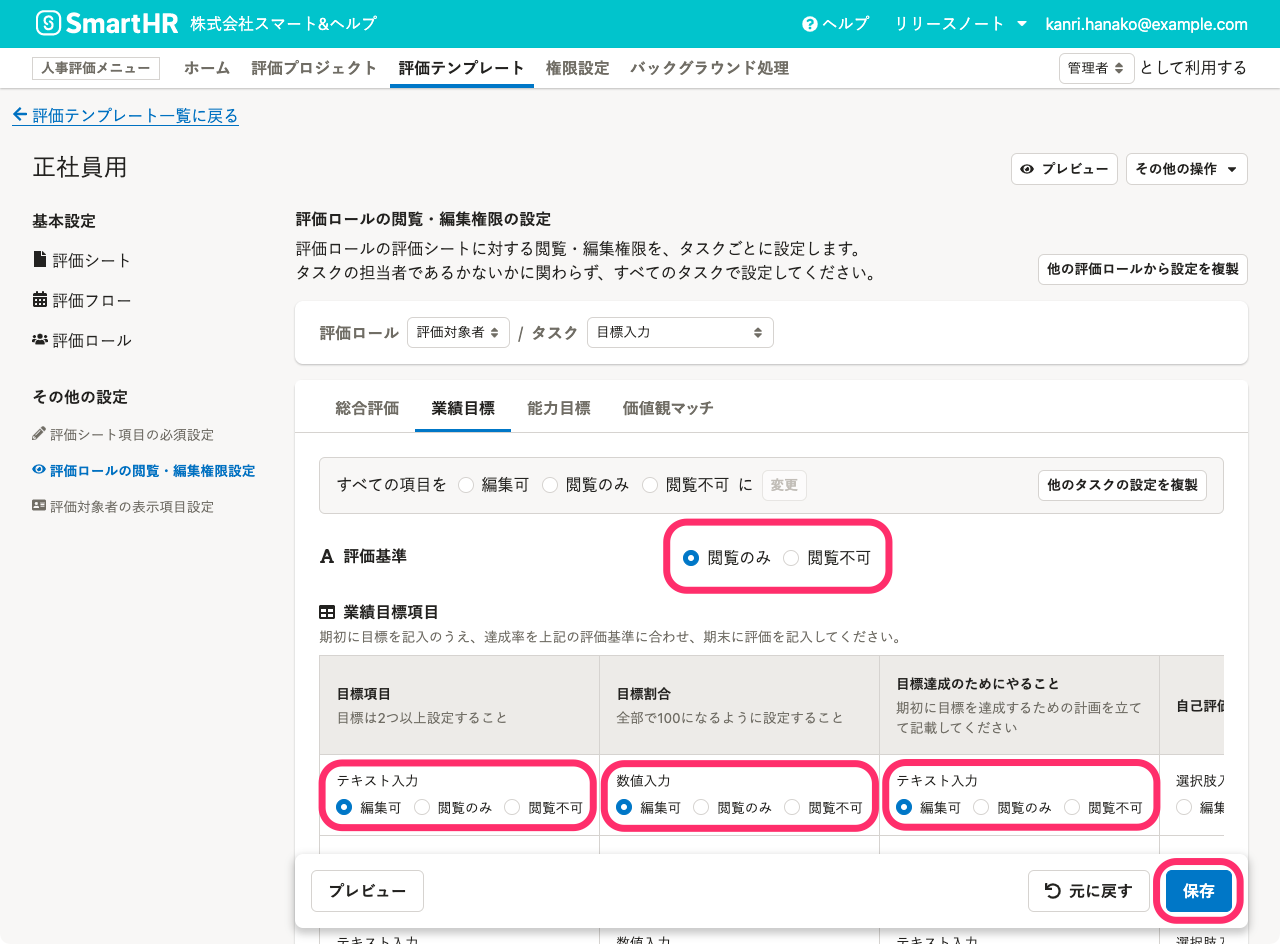 SmartHR 株式会社スマート&ヘルプ
ヘルプ リリースノート kanri.hanako@example.com
人事評価メニュー ホーム 評価プロジェクト 評価テンプレート 権限設定 バックグラウンド処理 管理者 として利用する
評価テンプレート一覧に戻る
正社員用
プレビュー その他の操作
基本設定
評価シート
評価フロー
評価ロール
その他の設定
評価シート項目の必須設定
評価ロールの閲覧・編集権限設定
評価対象者の表示項目設定
評価ロールの閲覧・編集権限の設定
評価ロールの評価シートに対する閲覧・編集権限を、タスクごとに設定します。
タスクの担当者であるかないかに関わらず、すべてのタスクで設定してください。
他の評価ロールから設定を複製
評価ロール 評価対象者 / タスク 目標入力
総合評価 業績目標 能力目標 価値観マッチ
すべての項目を 編集可 閲覧のみ 閲覧不可 に 変更 他のタスクの設定を複製
A 評価基準 閲覧のみ 閲覧不可
業績目標項目
期初に目標を記入のうえ、達成率を上記の評価基準に合わせ、期末に評価を記入してください。
目標項目
目標は2つ以上設定すること
目標割合
全部で100になるように設定すること
目標達成のためにやること
期初に目標を達成するための計画を立て
て記載してください
自己評価
テキスト入力
編集可 閲覧のみ 閲覧不可
数値入力
編集可 閲覧のみ 閲覧不可
テキスト入力
編集可 閲覧のみ 閲覧不可
選択肢入
編集
プレビュー 元に戻す 保存
テキスト入力 数値入力 テキスト入力 選択肢入